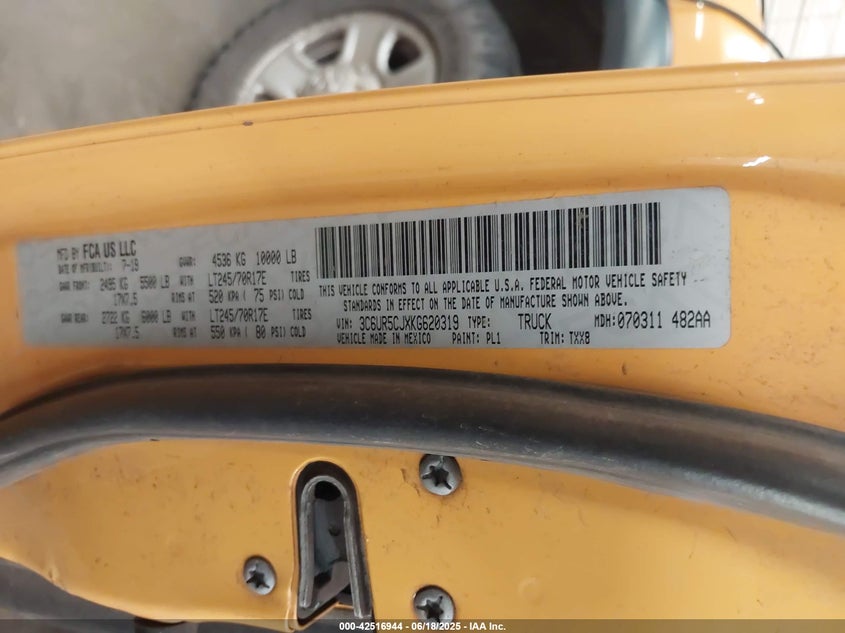 MFD BY FCA US LLC
DATE OF MFR(BUILT): 7-19
GVWR: 4536 KG 10000 LB
GAWR FRONT: 2495 KG 5500 LB WITH LT245/70R17E TIRES
17X7.5 RIMS AT 520 KPA ( 75 PSI) COLD
GAWR REAR: 2722 KG 6000 LB WITH LT245/70R17E TIRES
17X7.5 RIMS AT 550 KPA ( 80 PSI) COLD
THIS VEHICLE CONFORMS TO ALL APPLICABLE U.S.A. FEDERAL MOTOR VEHICLE SAFETY
STANDARDS IN EFFECT ON THE DATE OF MANUFACTURE SHOWN ABOVE.
VIN: 3C6UR5CJXKG620319 TYPE: TRUCK MDH: 070311 482AA
VEHICLE MADE IN MEXICO PAINT: PL1 TRIM: TXX8
000-42516944 - 06/18/2025 - IAA Inc.